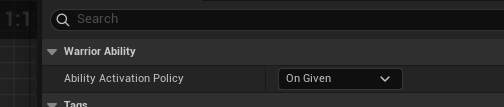 1:1
Search
Warrior Ability
Ability Activation Policy
On Given
Tags